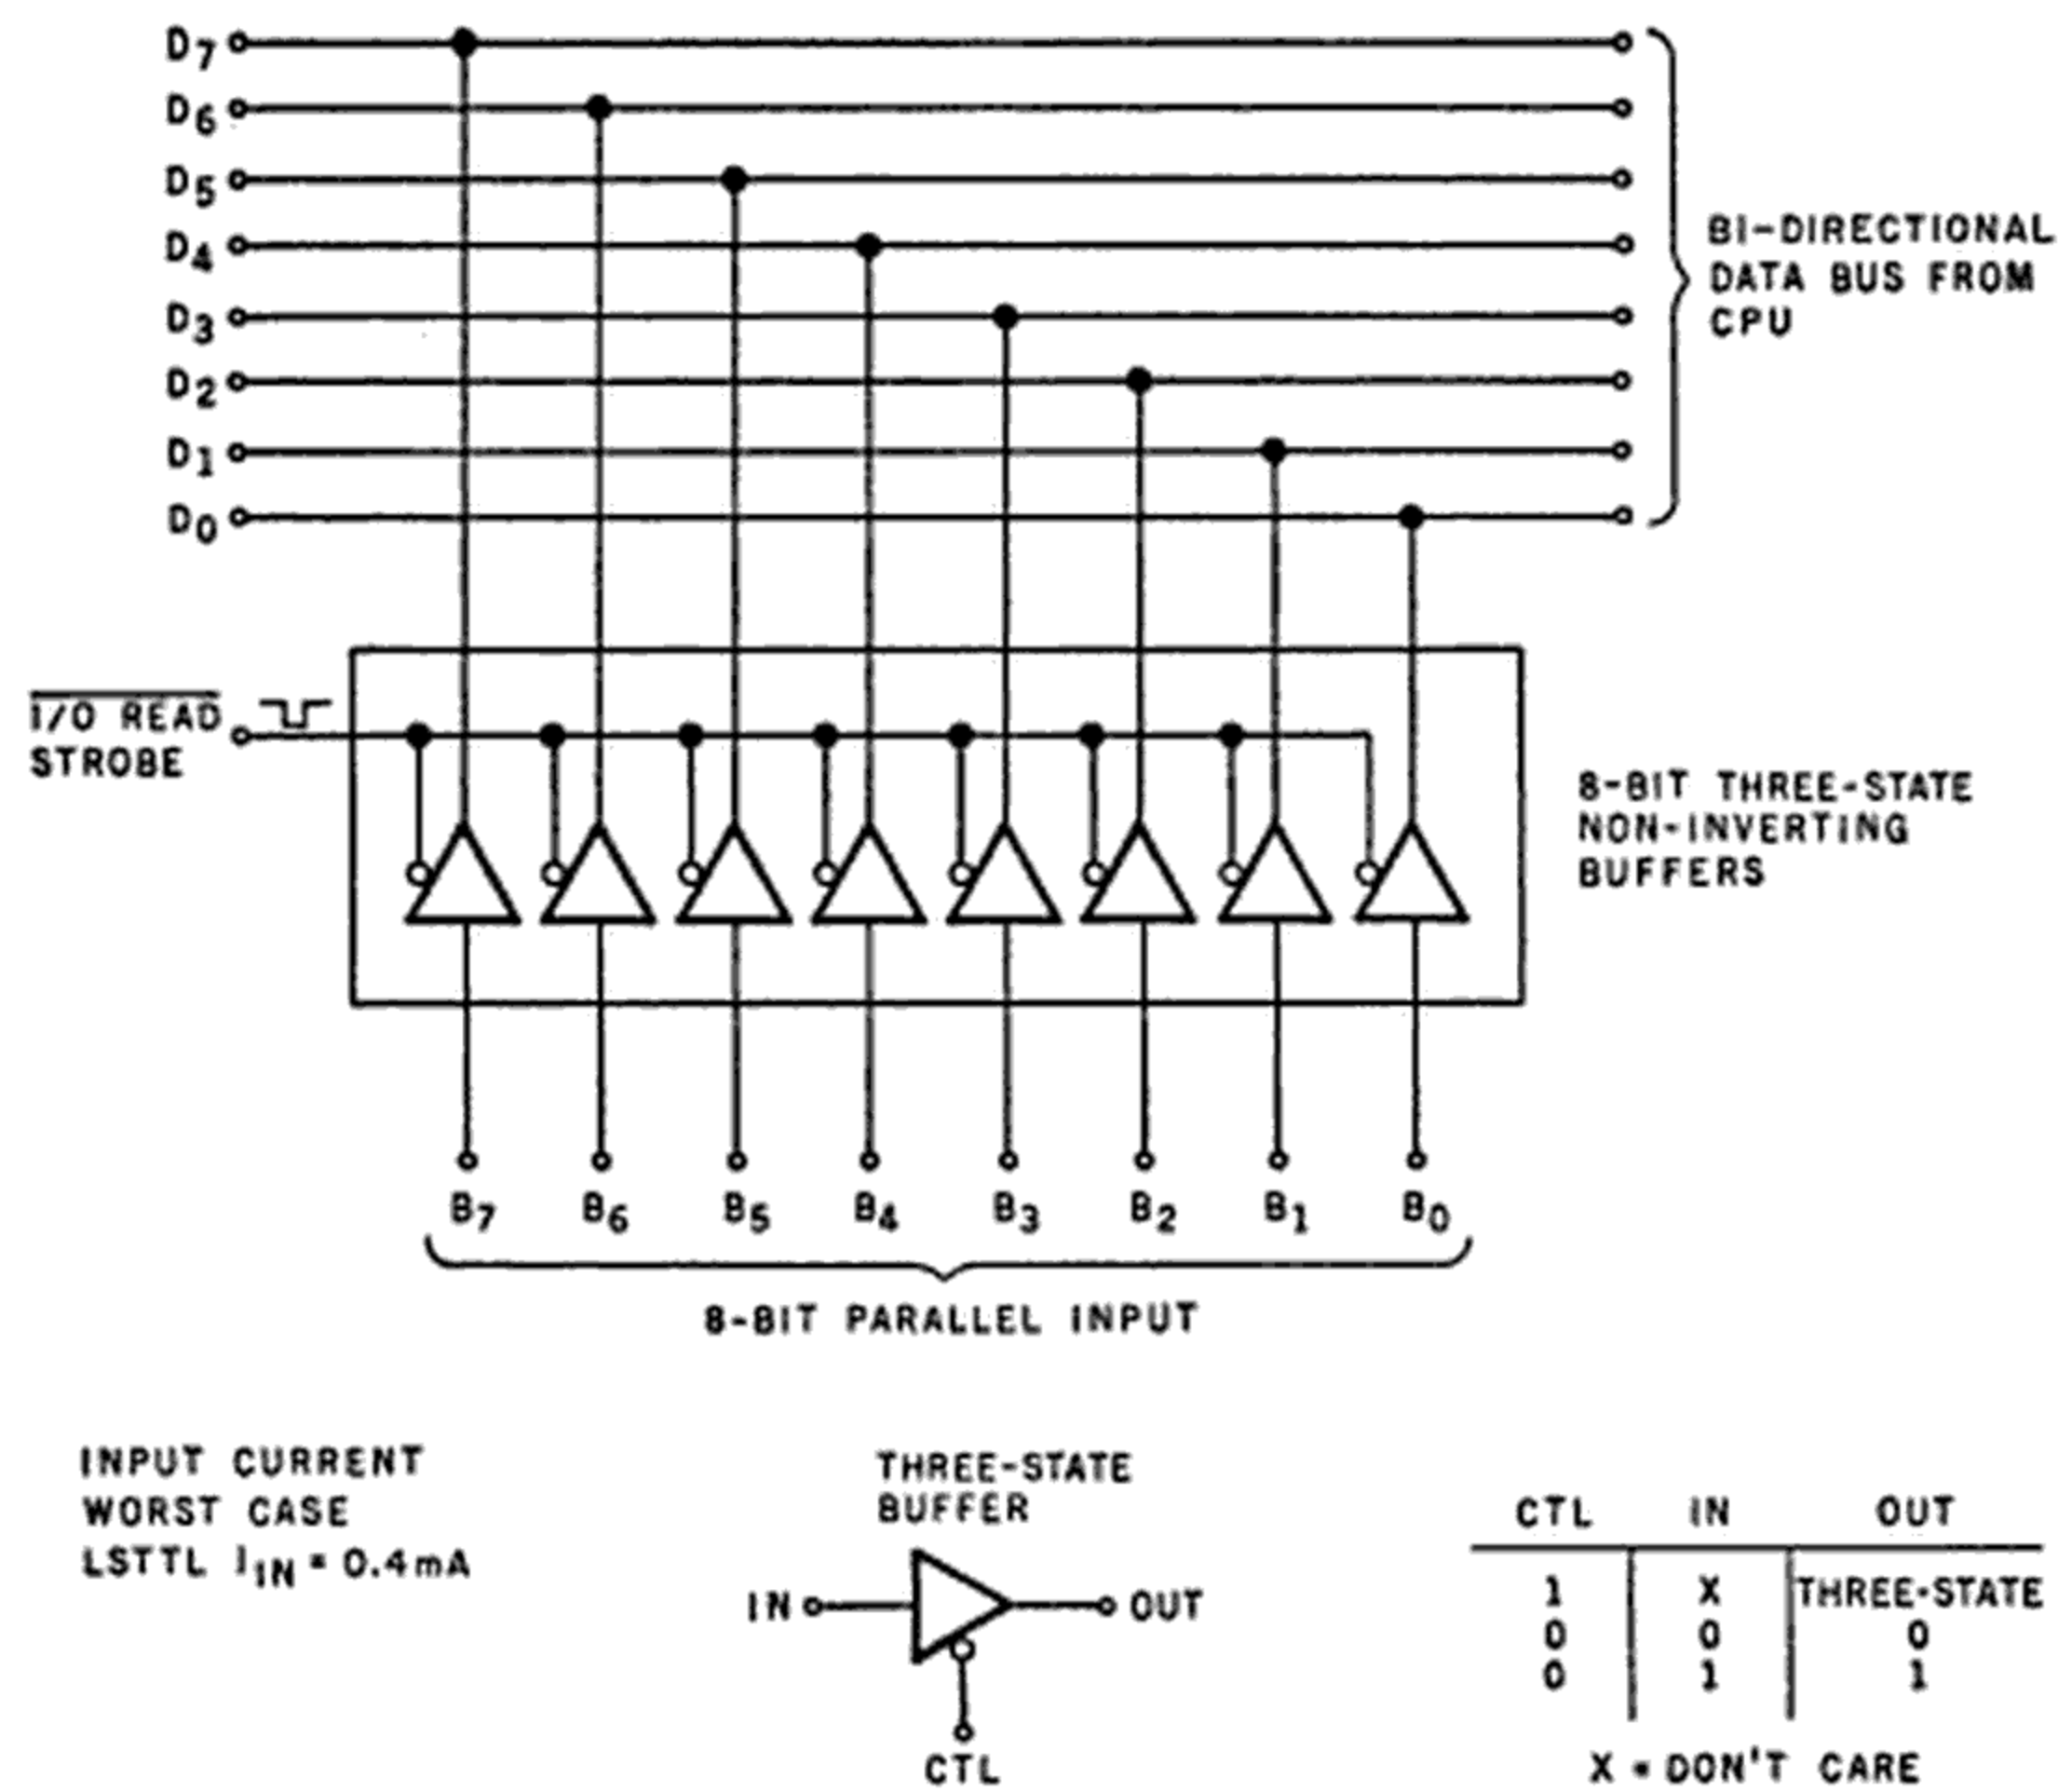 D7
D6
D5
D4
D3
D2
D1
D0
BI-DIRECTIONAL
DATA BUS FROM
CPU
I/O READ
STROBE
8-BIT THREE-STATE
NON-INVERTING
BUFFERS
B7 B6 B5 B4 B3 B2 B1 B0
8-BIT PARALLEL INPUT
INPUT CURRENT
WORST CASE
LSTTL IIN = 0.4mA
THREE-STATE
BUFFER
IN OUT
CTL
CTL IN OUT
1 X THREE-STATE
0 0 0
0 1 1
X = DON'T CARE